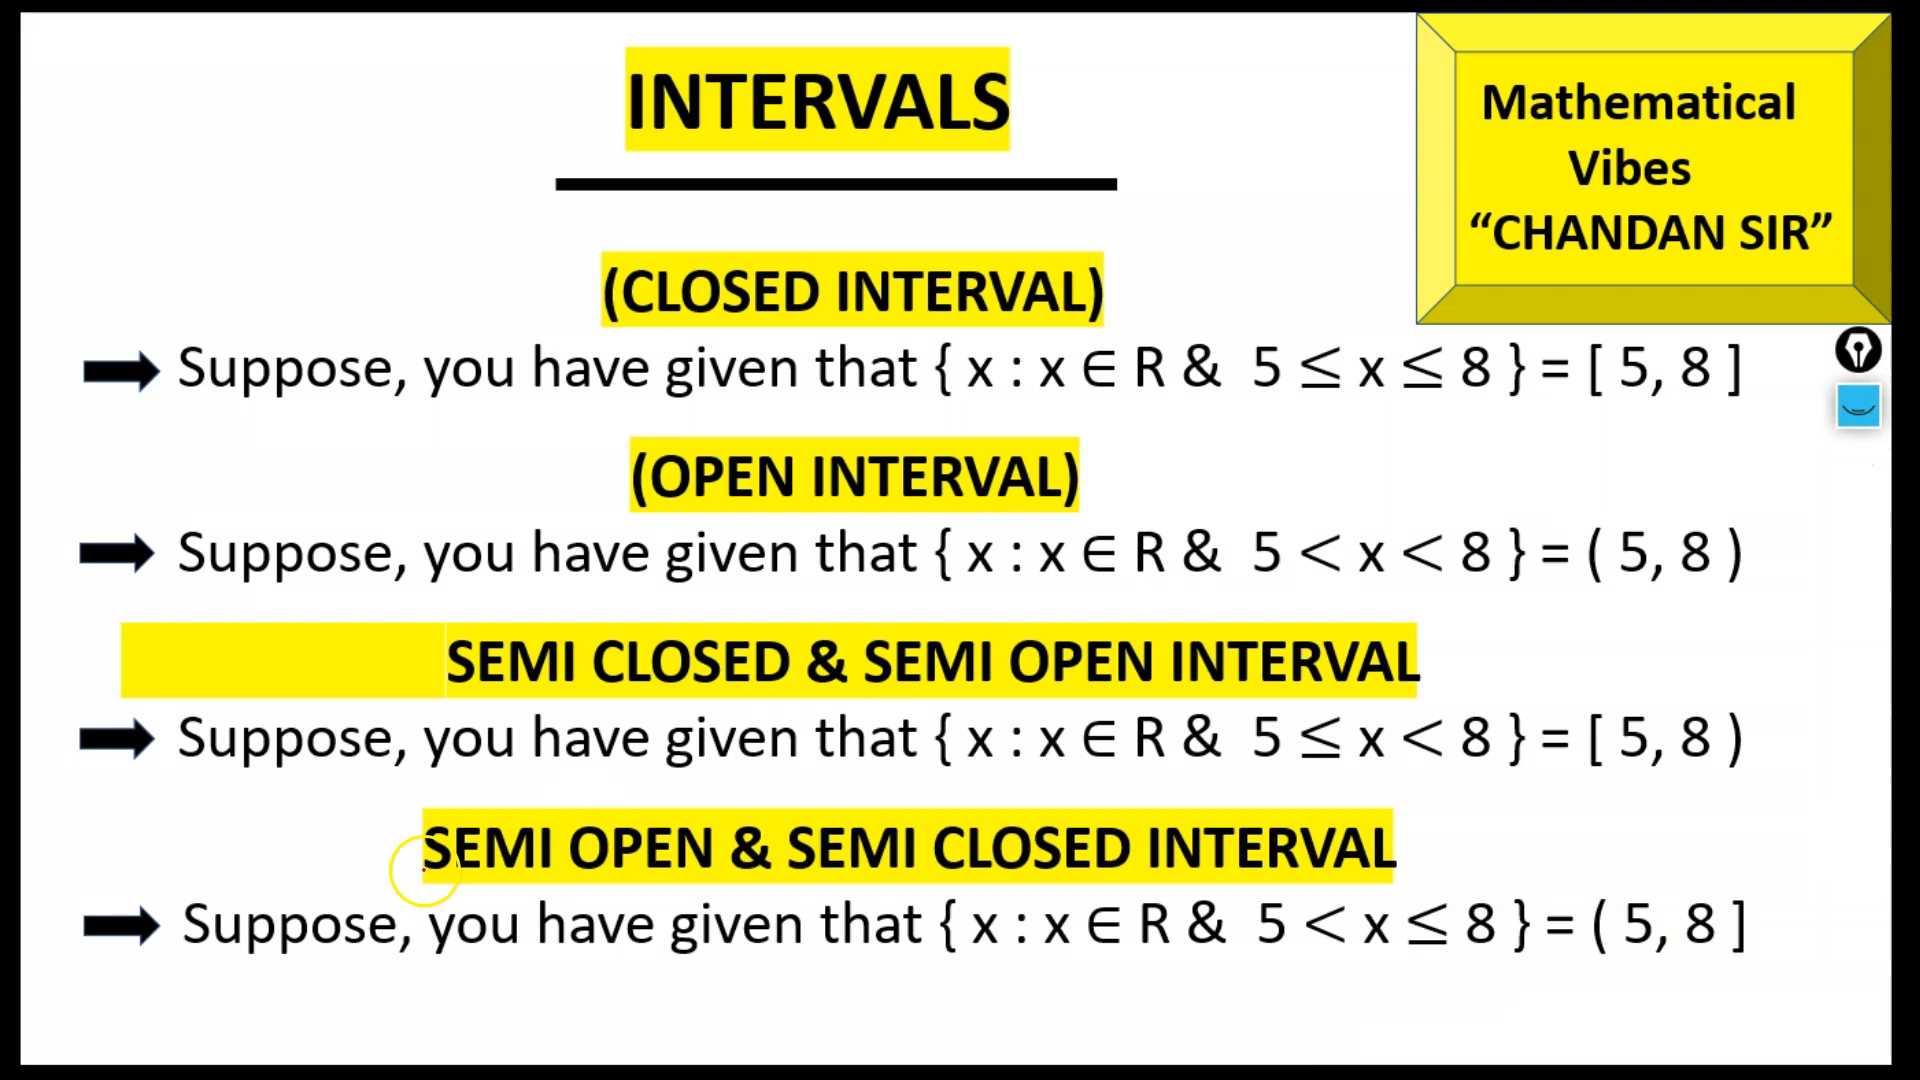 INTERVALS
Mathematical
Vibes
“CHANDAN SIR”
(CLOSED INTERVAL)
Suppose, you have given that { x : x ∈ R & 5 ≤ x ≤ 8 } = [ 5, 8 ]
(OPEN INTERVAL)
Suppose, you have given that { x : x ∈ R & 5 < x < 8 } = ( 5, 8 )
SEMI CLOSED & SEMI OPEN INTERVAL
Suppose, you have given that { x : x ∈ R & 5 ≤ x < 8 } = [ 5, 8 )
SEMI OPEN & SEMI CLOSED INTERVAL
Suppose, you have given that { x : x ∈ R & 5 < x ≤ 8 } = ( 5, 8 ]